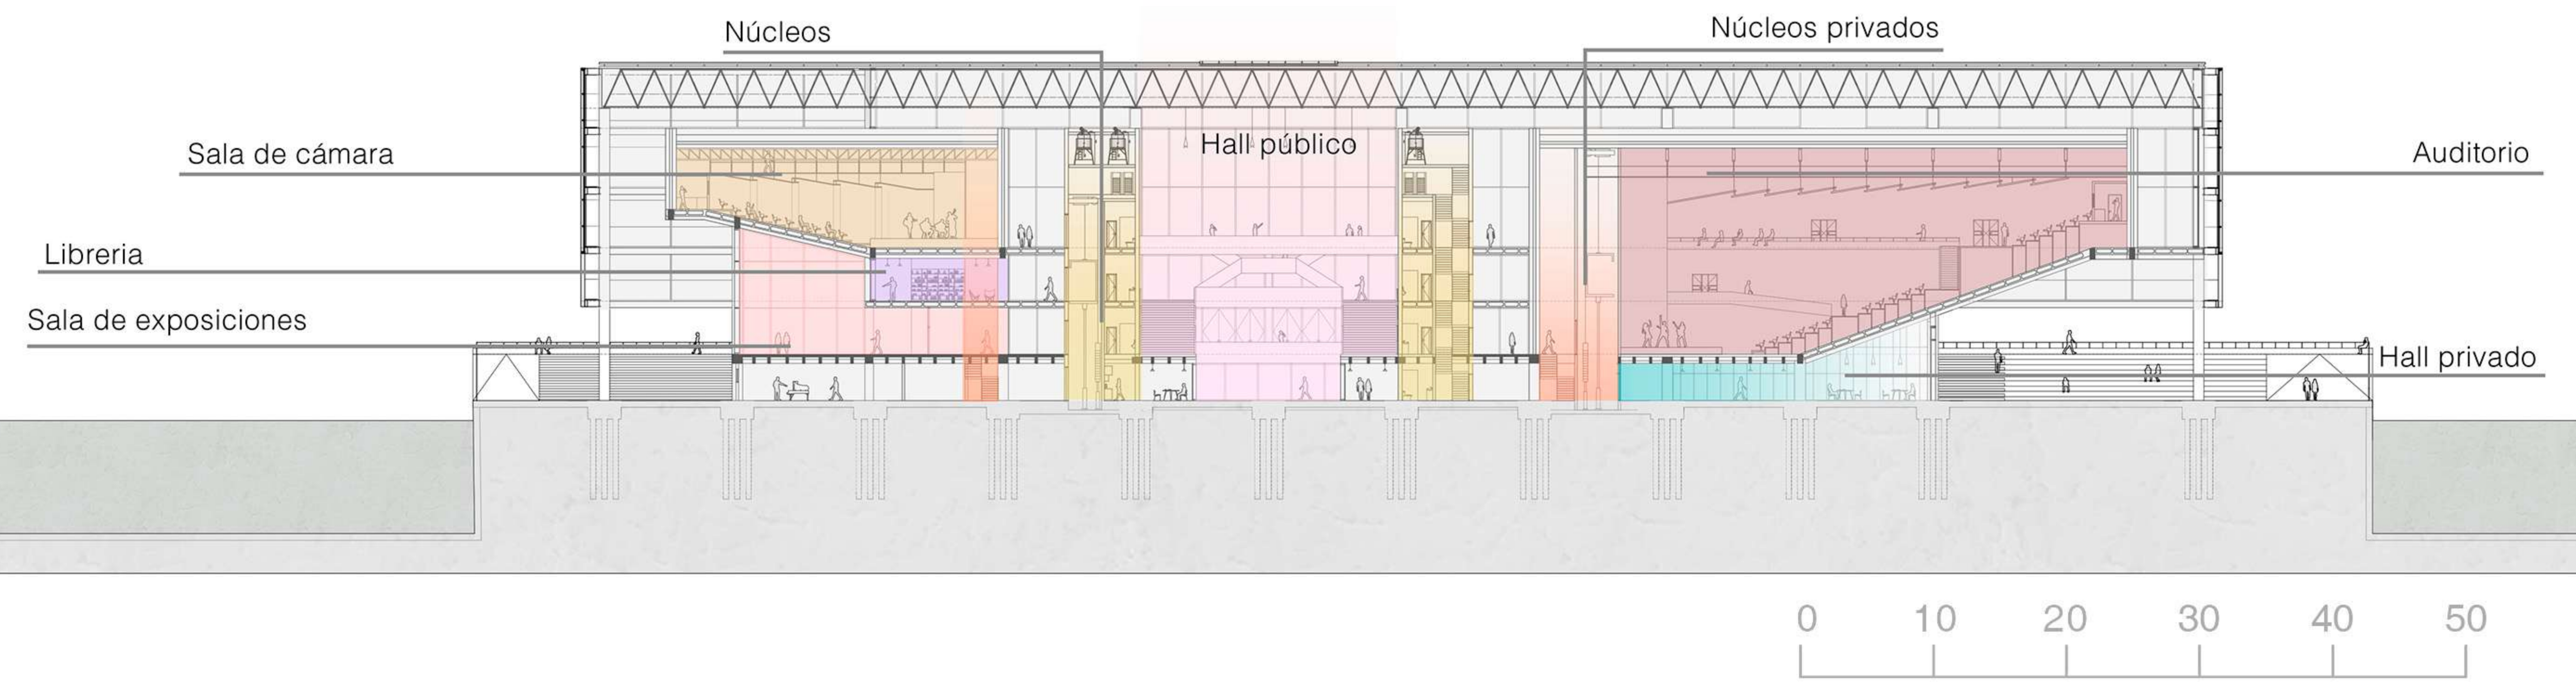 Núcleos
Núcleos privados
Hall público
Sala de cámara
Auditorio
Libreria
Sala de exposiciones
Hall privado
0 10 20 30 40 50